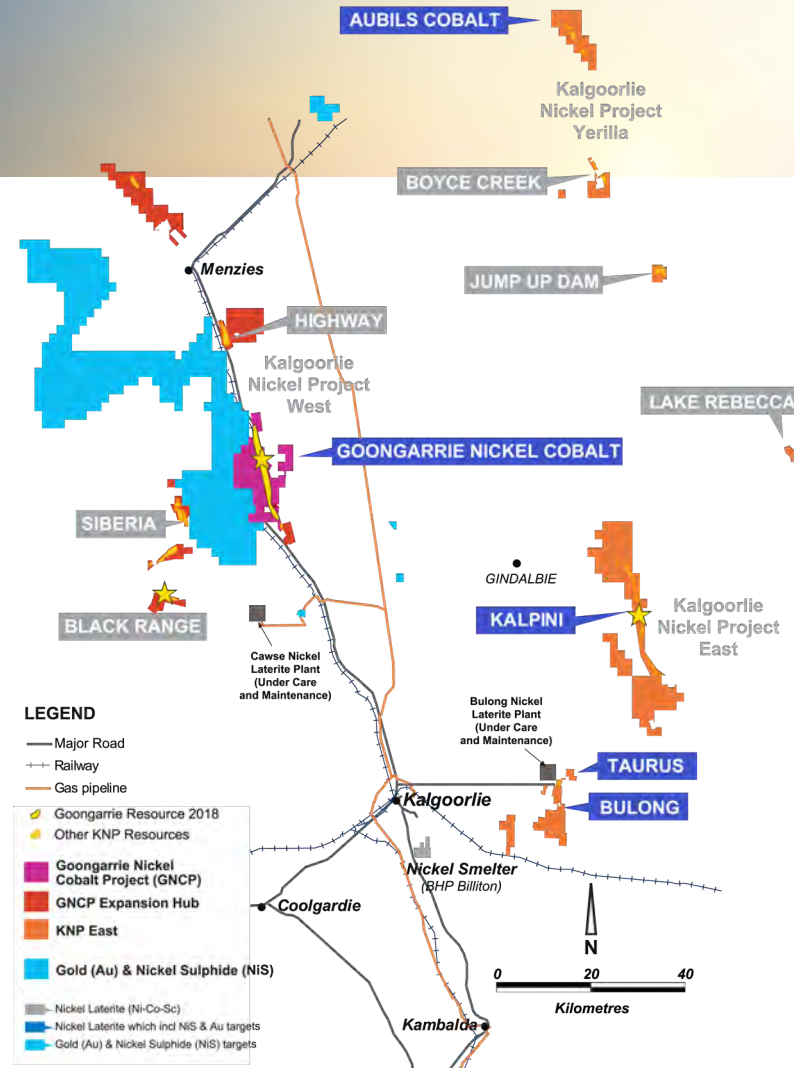 AUBILS COBALT
Kalgoorlie
Nickel Project
Yerilla
BOYCE CREEK
Menzies
JUMP UP DAM
HIGHWAY
Kalgoorlie
Nickel Project
West
LAKE REBECCA
GOONGARRIE NICKEL COBALT
SIBERIA
GINDALBIE
KALPINI
Kalgoorlie
Nickel Project
East
BLACK RANGE
Cawse Nickel
Laterite Plant
(Under Care
and Maintenance)
Bulong Nickel
Laterite Plant
(Under Care
and Maintenance)
TAURUS
BULONG
Kalgoorlie
Nickel Smelter
(BHP Billiton)
Coolgardie
Kambalda
N
0 20 40
Kilometres
LEGEND
Major Road
Railway
Gas pipeline
Goongarrie Resource 2018
Other KNP Resources
Goongarrie Nickel
Cobalt Project (GNCP)
GNCP Expansion Hub
KNP East
Gold (Au) & Nickel Sulphide (NiS)
Nickel Laterite (Ni-Co-Sc)
Nickel Laterite which incl NiS & Au targets
Gold (Au) & Nickel Sulphide (NiS) targets